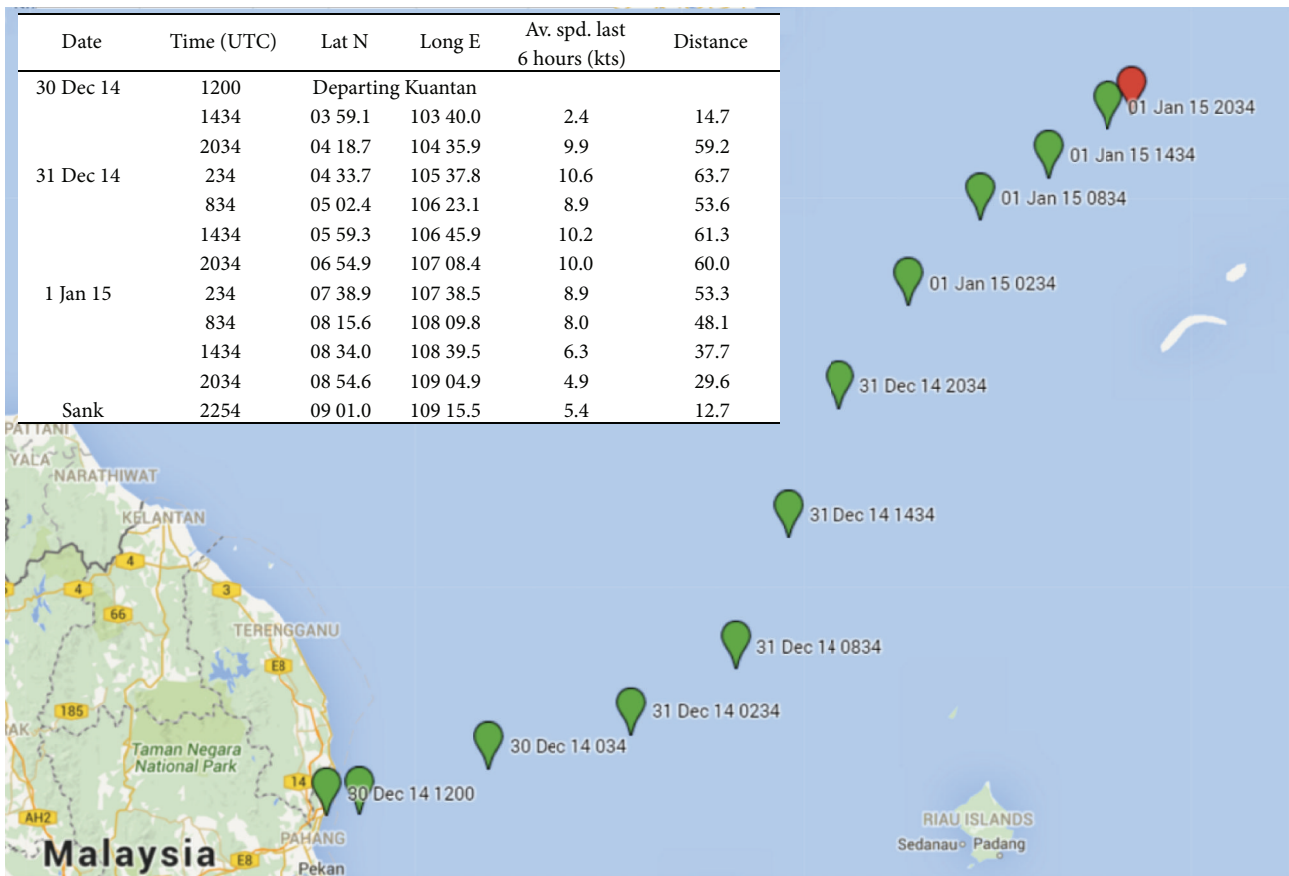 Date Time (UTC) Lat N Long E Av. spd. last 6 hours (kts) Distance
30 Dec 14 1200 Departing Kuantan
1434 03 59.1 103 40.0 2.4 14.7
2034 04 18.7 104 35.9 9.9 59.2
31 Dec 14 234 04 33.7 105 37.8 10.6 63.7
834 05 02.4 106 23.1 8.9 53.6
1434 05 59.3 106 45.9 10.2 61.3
2034 06 54.9 107 08.4 10.0 60.0
1 Jan 15 234 07 38.9 107 38.5 8.9 53.3
834 08 15.6 108 09.8 8.0 48.1
1434 08 34.0 108 39.5 6.3 37.7
2034 08 54.6 109 04.9 4.9 29.6
Sank 2254 09 01.0 109 15.5 5.4 12.7
01 Jan 15 2034
01 Jan 15 1434
01 Jan 15 0834
01 Jan 15 0234
31 Dec 14 2034
31 Dec 14 1434
31 Dec 14 0834
31 Dec 14 0234
30 Dec 14 034
30 Dec 14 1200
PATTANI
YALA
NARATHIWAT
KELANTAN
4
4
3
66
TERENGGANU
E8
185
AK
Taman Negara
National Park
14
AH2
PAHANG
Malaysia
E8
Pekan
RIAU ISLANDS
Sedanau
Padang